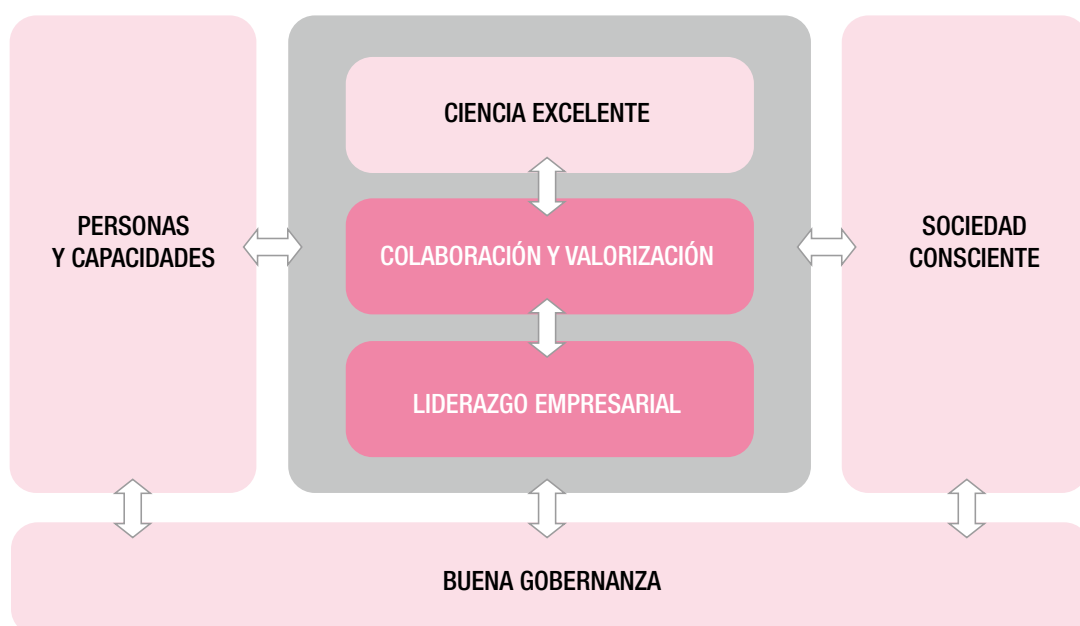 CIENCIA EXCELENTE
PERSONAS
Y CAPACIDADES
COLABORACIÓN Y VALORIZACIÓN
SOCIEDAD
CONSCIENTE
LIDERAZGO EMPRESARIAL
BUENA GOBERNANZA